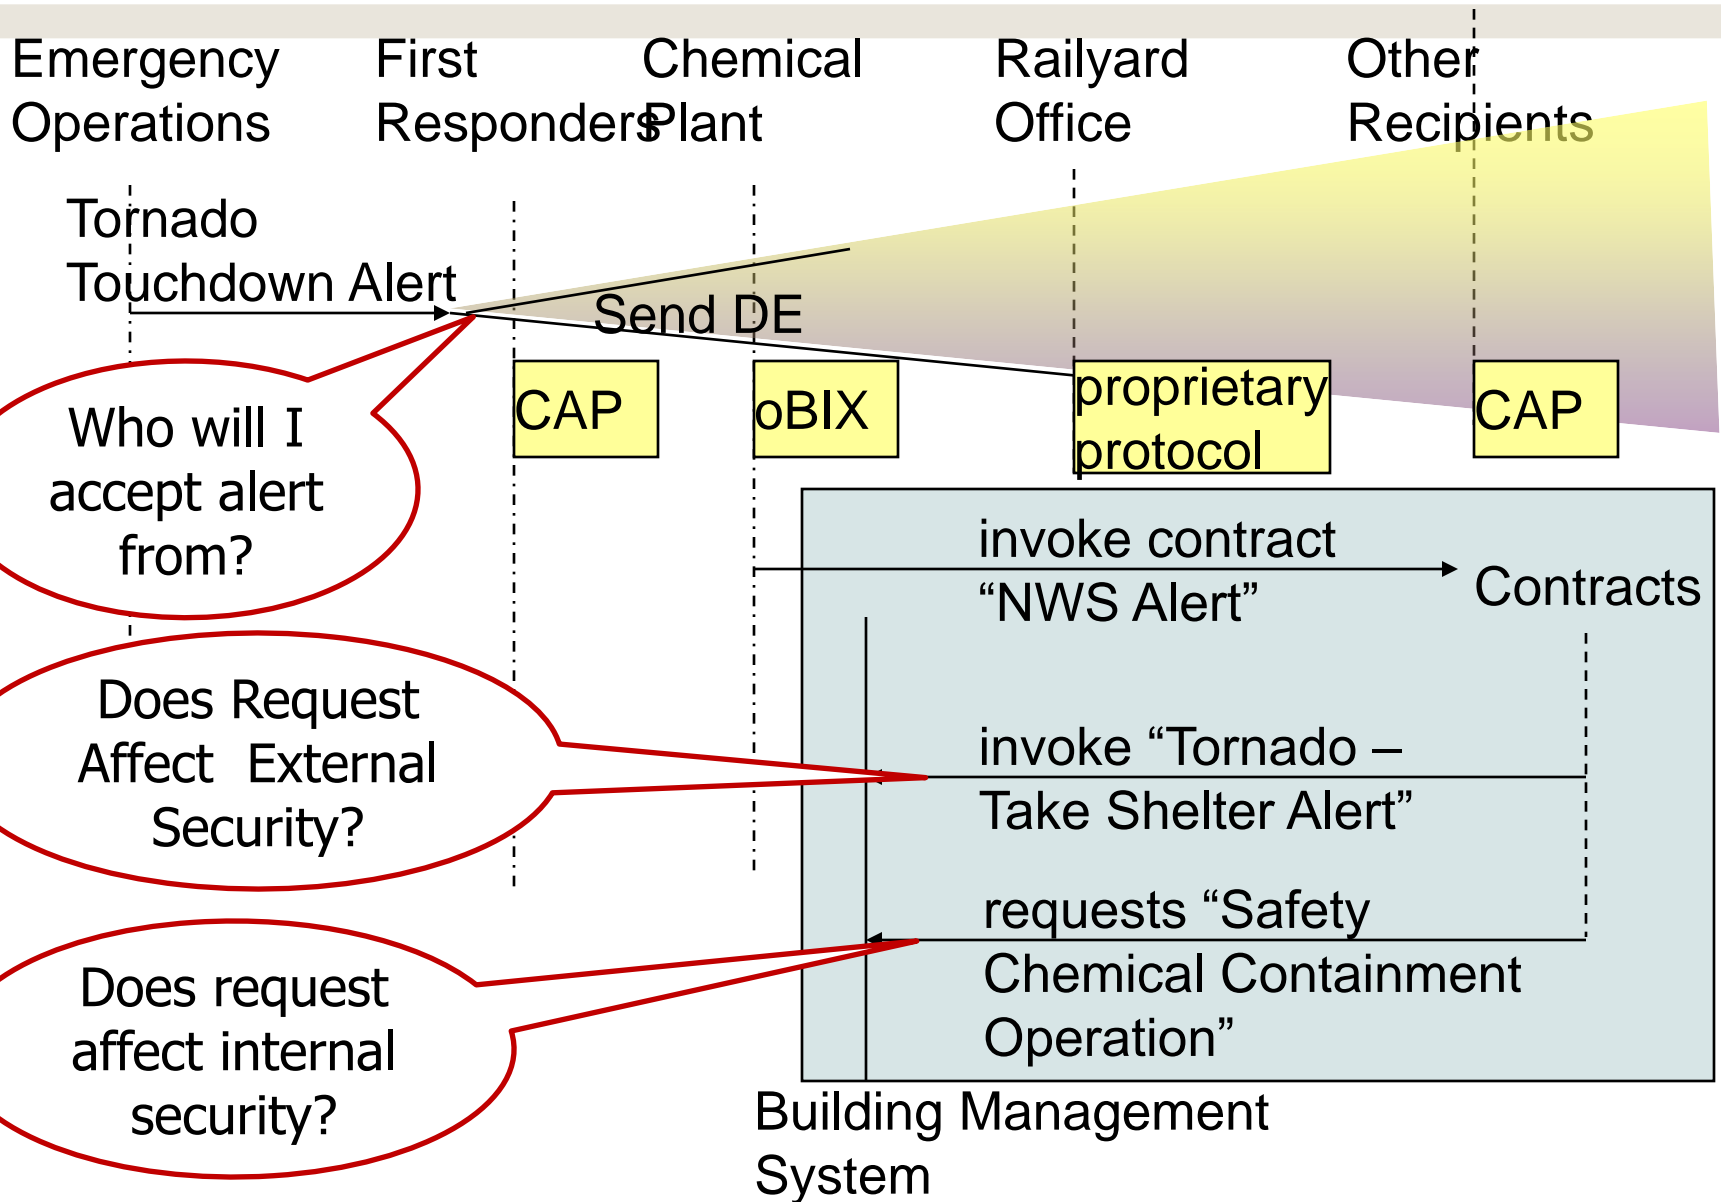 Emergency
Operations
First
Responders
Chemical
Plant
Railyard
Office
Other
Recipients
Tornado
Touchdown Alert
Send DE
CAP
oBIX
proprietary
protocol
CAP
Who will I
accept alert
from?
invoke contract
“NWS Alert”
Contracts
Does Request
Affect  External
Security?
invoke “Tornado –
Take Shelter Alert”
requests “Safety
Chemical Containment
Operation”
Does request
affect internal
security?
Building Management
System